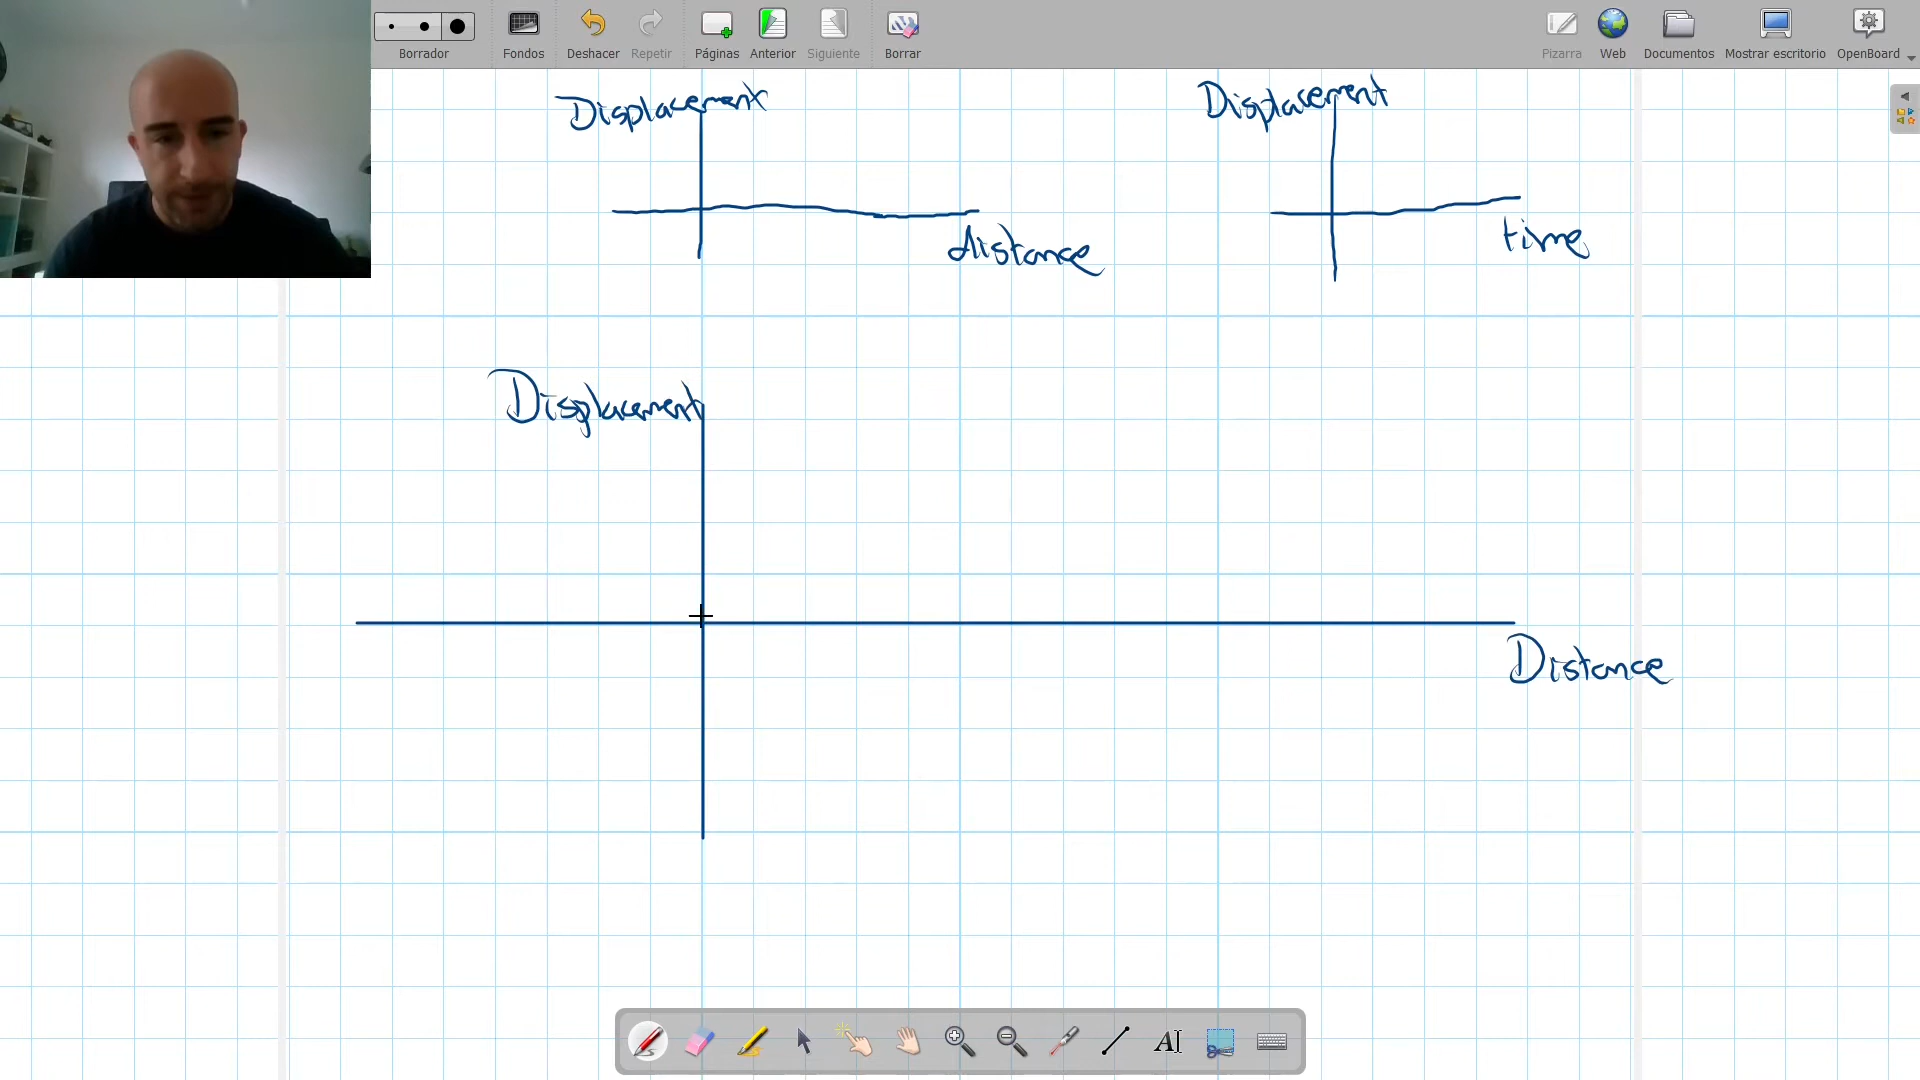 Borrador Fondos Deshacer Repetir Páginas Anterior Siguiente Borrar Pizarra Web Documentos Mostrar escritorio OpenBoard
Displacement Displacement
distance time
Displacement
Distance